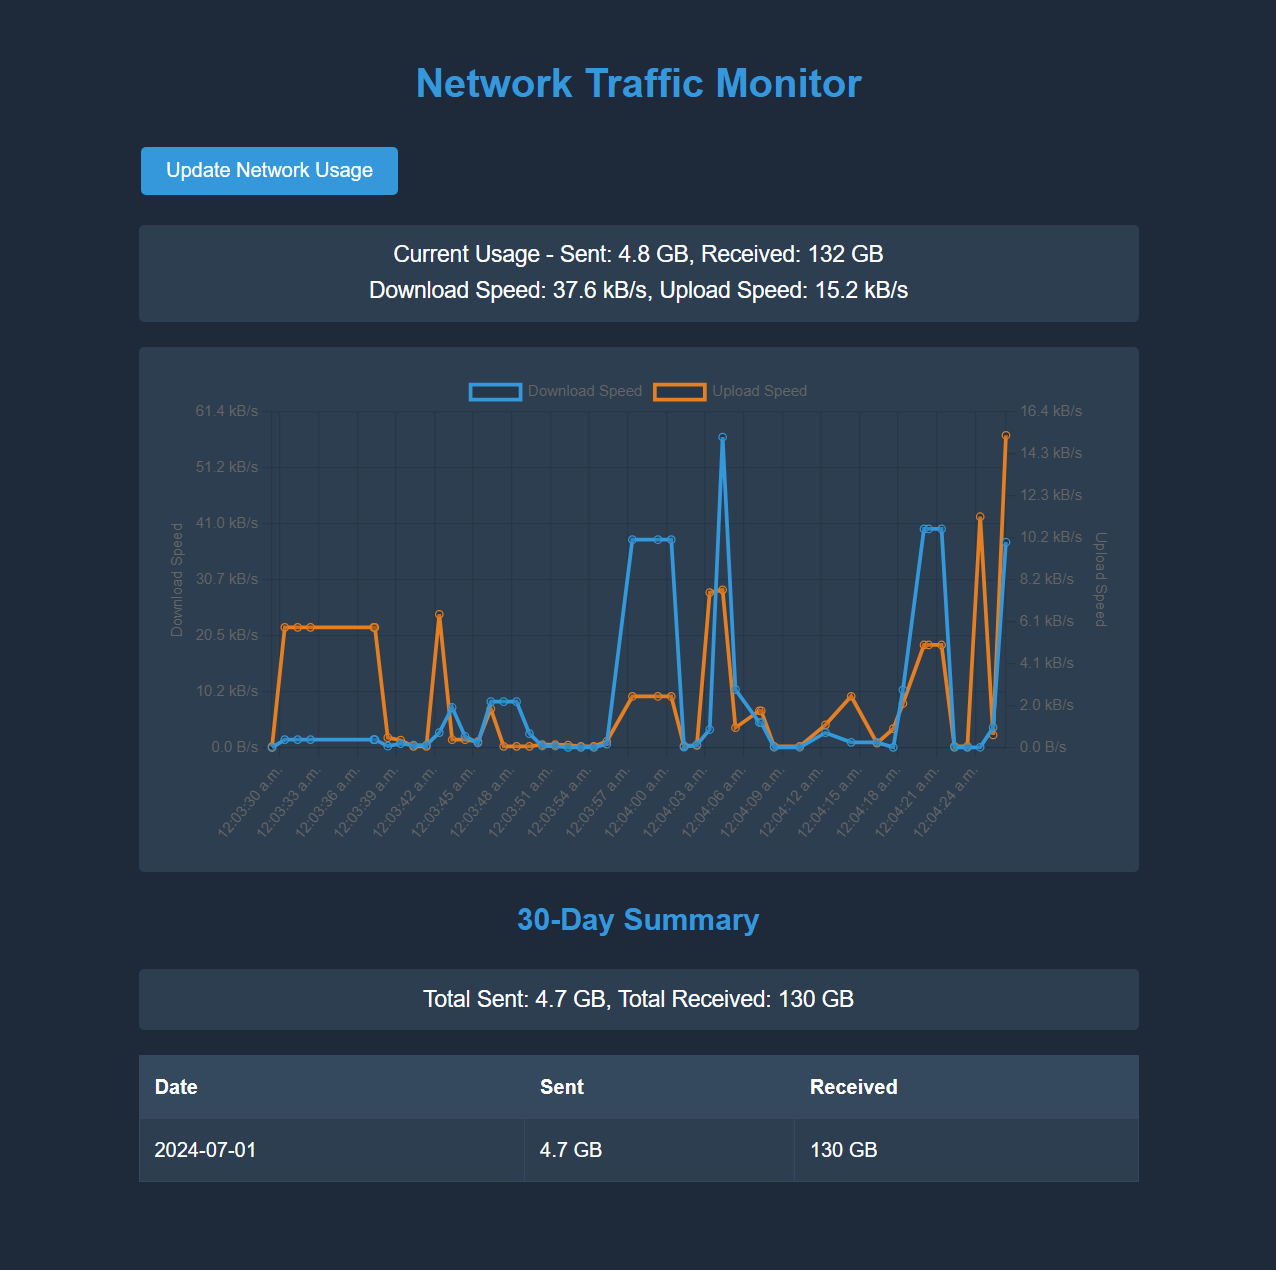 Network Traffic Monitor
Update Network Usage
Current Usage - Sent: 4.8 GB, Received: 132 GB
Download Speed: 37.6 kB/s, Upload Speed: 15.2 kB/s
Download Speed Upload Speed
61.4 kB/s
51.2 kB/s
41.0 kB/s
30.7 kB/s
20.5 kB/s
10.2 kB/s
0.0 B/s
Download Speed
16.4 kB/s
14.3 kB/s
12.3 kB/s
10.2 kB/s
8.2 kB/s
6.1 kB/s
4.1 kB/s
2.0 kB/s
0.0 B/s
Upload Speed
12:03:30 a.m.
12:03:33 a.m.
12:03:36 a.m.
12:03:39 a.m.
12:03:42 a.m.
12:03:45 a.m.
12:03:48 a.m.
12:03:51 a.m.
12:03:54 a.m.
12:03:57 a.m.
12:04:00 a.m.
12:04:03 a.m.
12:04:06 a.m.
12:04:09 a.m.
12:04:12 a.m.
12:04:15 a.m.
12:04:18 a.m.
12:04:21 a.m.
12:04:24 a.m.
30-Day Summary
Total Sent: 4.7 GB, Total Received: 130 GB
Date Sent Received
2024-07-01 4.7 GB 130 GB